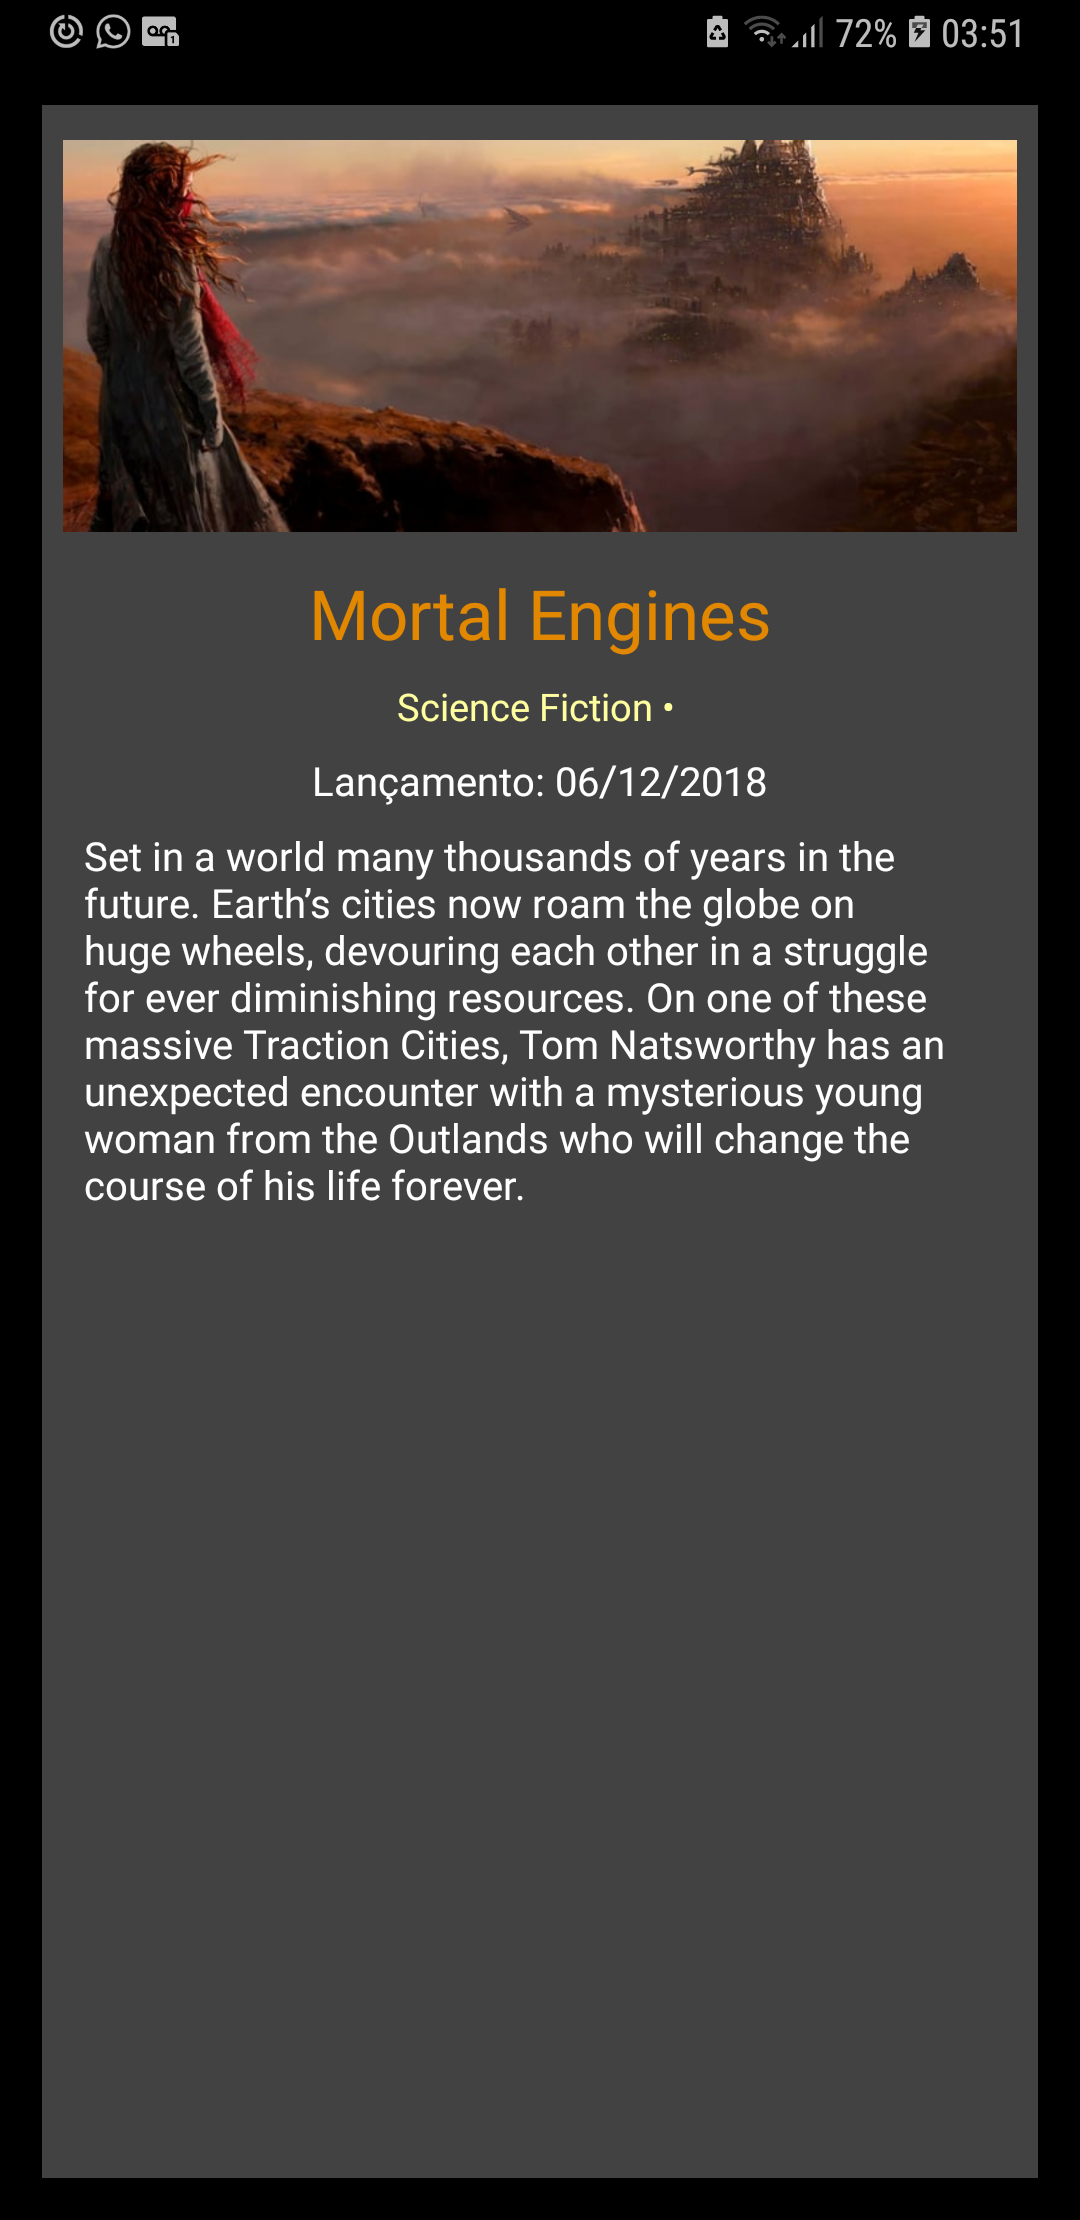 72% 03:51
Mortal Engines
Science Fiction •
Lançamento: 06/12/2018
Set in a world many thousands of years in the
future. Earth’s cities now roam the globe on
huge wheels, devouring each other in a struggle
for ever diminishing resources. On one of these
massive Traction Cities, Tom Natsworthy has an
unexpected encounter with a mysterious young
woman from the Outlands who will change the
course of his life forever.